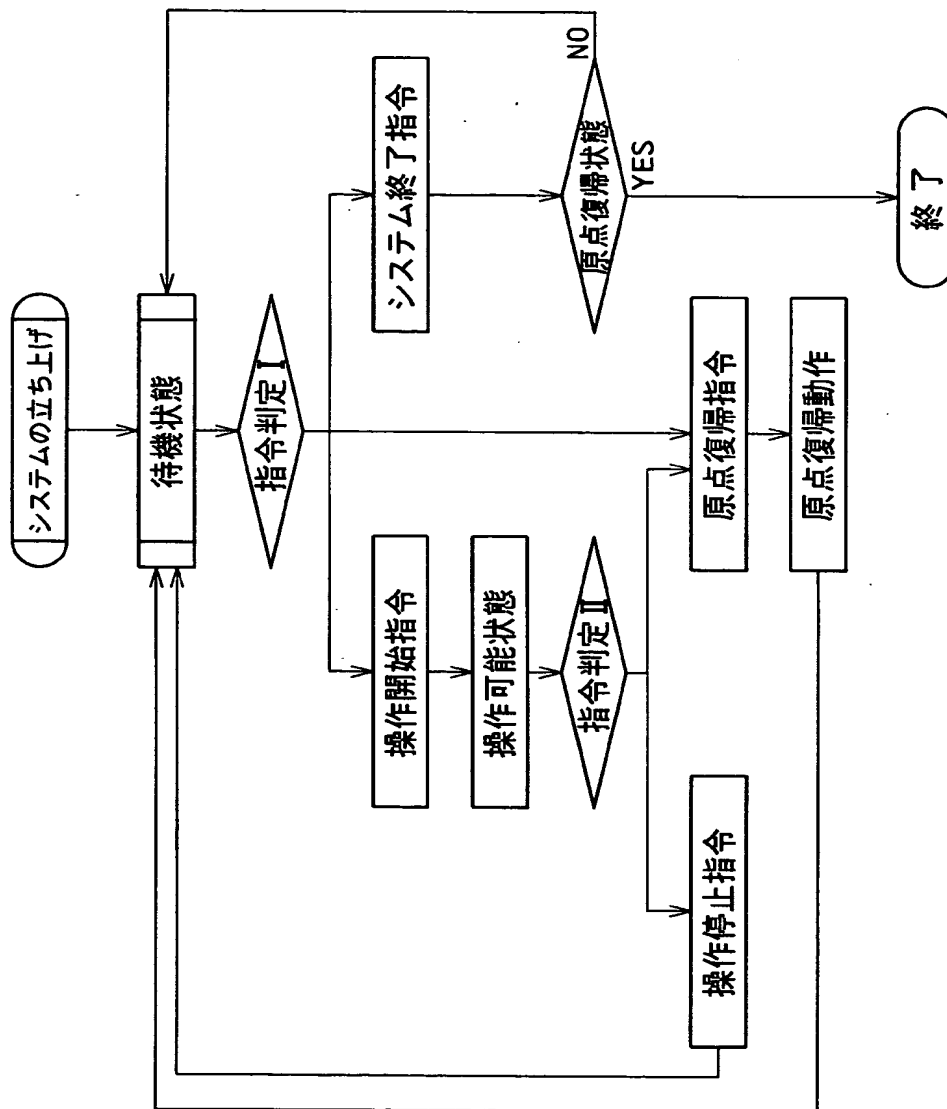 システムの立ち上げ
待機状態
指令判定Ⅰ
操作開始指令
システム終了指令
操作可能状態
指令判定Ⅱ
原点復帰状態
NO
YES
操作停止指令
原点復帰指令
原点復帰動作
終了